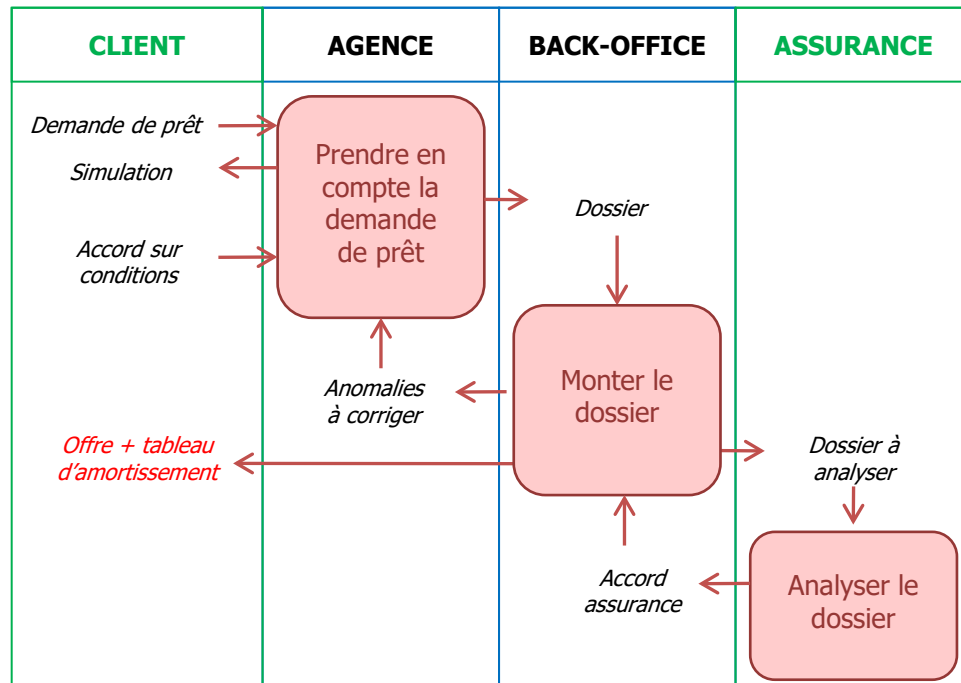 CLIENT
AGENCE
BACK-OFFICE
ASSURANCE
Demande de prêt
Simulation
Accord sur
conditions
Prendre en
compte la
demande
de prêt
Dossier
Monter le
dossier
Anomalies
à corriger
Offre + tableau
d’amortissement
Dossier à
analyser
Analyser le
dossier
Accord
assurance